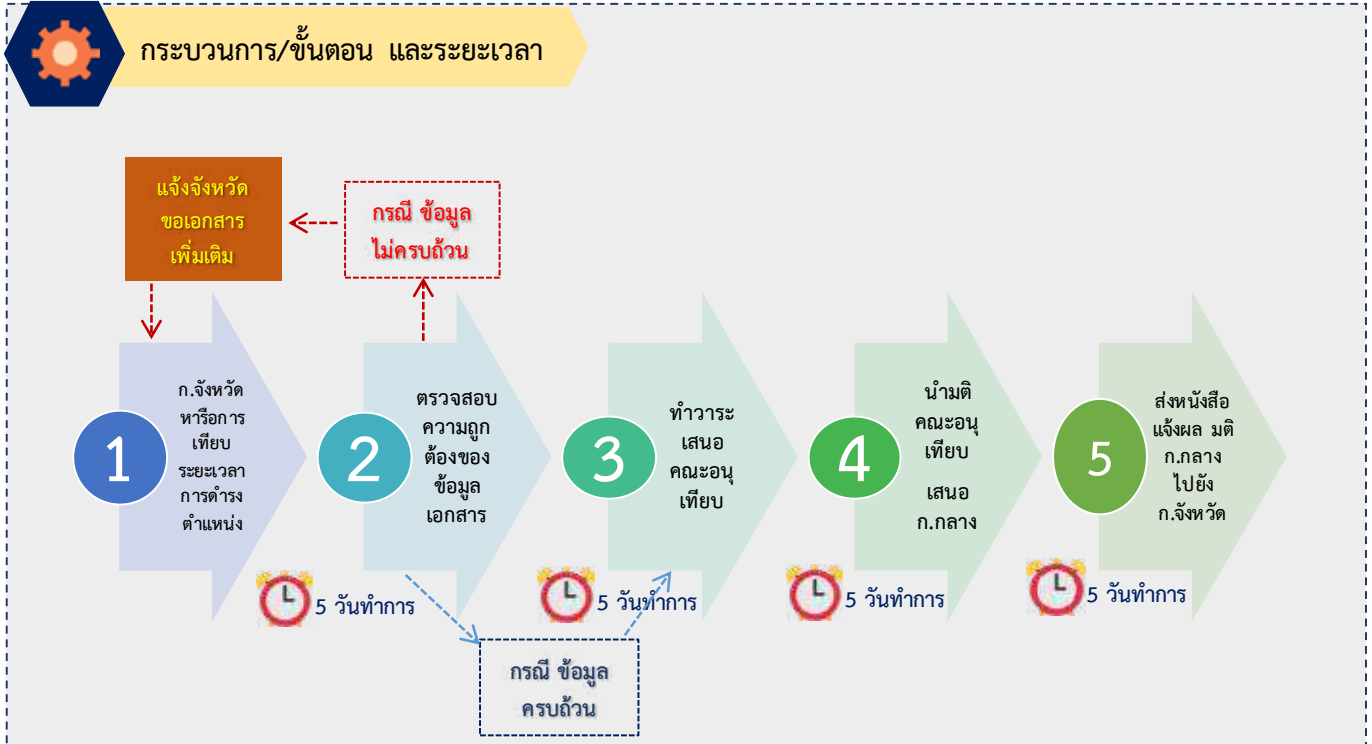 กระบวนการ/ขั้นตอน และระยะเวลา
แจ้งจังหวัด
ขอเอกสาร
เพิ่มเติม
กรณี ข้อมูล
ไม่ครบถ้วน
1
ก.จังหวัด
หารือการ
เทียบ
ระยะเวลา
การดำรง
ตำแหน่ง
2
ตรวจสอบ
ความถูก
ต้องของ
ข้อมูล
เอกสาร
3
ทำวาระ
เสนอ
คณะอนุ
เทียบ
4
นำมติ
คณะอนุ
เทียบ
เสนอ
ก.กลาง
5
ส่งหนังสือ
แจ้งผล มติ
ก.กลาง
ไปยัง
ก.จังหวัด
5 วันทำการ
5 วันทำการ
5 วันทำการ
5 วันทำการ
กรณี ข้อมูล
ครบถ้วน